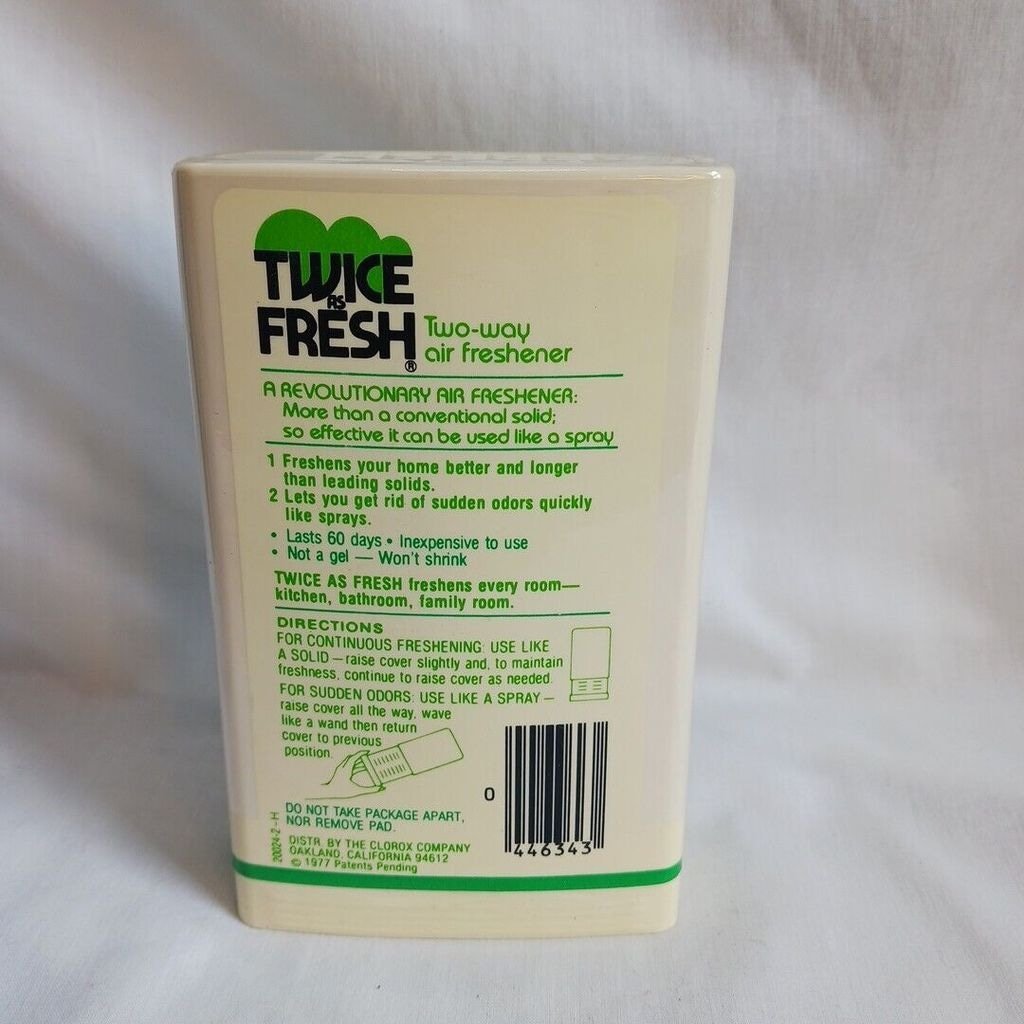 TWICE
AS
FRESH®
Two-way
air freshener
A REVOLUTIONARY AIR FRESHENER:
More than a conventional solid;
so effective it can be used like a spray
1 Freshens your home better and longer
than leading solids.
2 Lets you get rid of sudden odors quickly
like sprays.
• Lasts 60 days • Inexpensive to use
• Not a gel — Won't shrink
TWICE AS FRESH freshens every room—
kitchen, bathroom, family room.
DIRECTIONS
FOR CONTINUOUS FRESHENING: USE LIKE
A SOLID — raise cover slightly and, to maintain
freshness, continue to raise cover as needed.
FOR SUDDEN ODORS: USE LIKE A SPRAY —
raise cover all the way, wave
like a wand then return
cover to previous
position.
DO NOT TAKE PACKAGE APART,
NOR REMOVE PAD.
DISTR. BY THE CLOROX COMPANY
OAKLAND, CALIFORNIA 94612
© 1977 Patents Pending
20024-2-H
0
446343